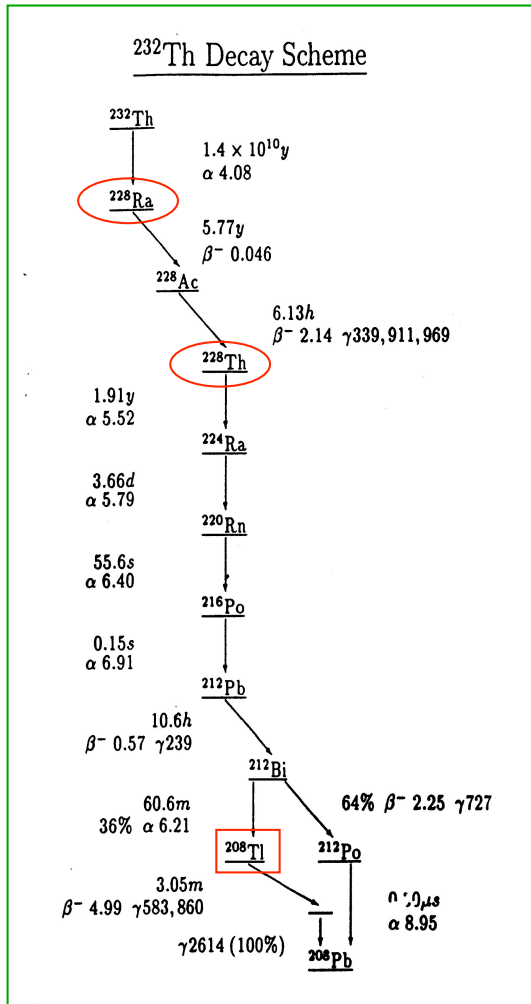 ²³²Th Decay Scheme
²³²Th
1.4 × 10¹⁰y
α 4.08
²²⁸Ra
5.77y
β⁻ 0.046
²²⁸Ac
6.13h
β⁻ 2.14 γ339,911,969
²²⁸Th
1.91y
α 5.52
²²⁴Ra
3.66d
α 5.79
²²⁰Rn
55.6s
α 6.40
²¹⁶Po
0.15s
α 6.91
²¹²Pb
10.6h
β⁻ 0.57 γ239
²¹²Bi
60.6m
36% α 6.21
64% β⁻ 2.25 γ727
²⁰⁸Tl
²¹²Po
3.05m
β⁻ 4.99 γ583,860
α 8.95
γ2614 (100%)
²⁰⁸Pb